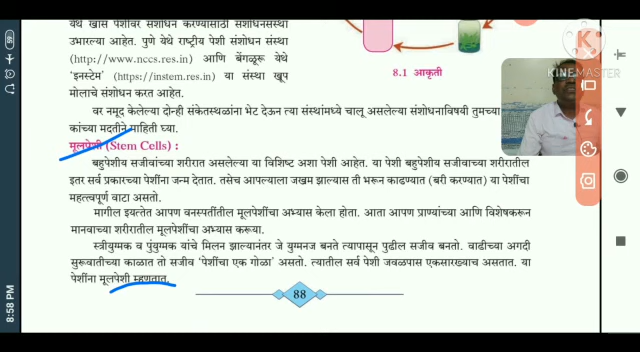 येथे खास पेशीवर संशोधन करण्यासाठी संशोधनसंस्था
उभारल्या आहेत. पुणे येथे राष्ट्रीय पेशी संशोधन संस्था
(http://www.nccs.res.in) आणि बेंगळूरू येथे
'इनस्टेम' (https://instem.res.in) या संस्था खूप
मोलाचे संशोधन करत आहेत.
8.1 आकृती
KINEMASTER
वर नमूद केलेल्या दोन्ही संकेतस्थळांना भेट देऊन त्या संस्थांमध्ये चालू असलेल्या संशोधनाविषयी तुमच्या
कांच्या मदतीने माहिती घ्या.
मूलपेशी (Stem Cells) :
बहुपेशीय सजीवांच्या शरीरात असलेल्या या विशिष्ट अशा पेशी आहेत. या पेशी बहुपेशीय सजीवाच्या शरीरातील
इतर सर्व प्रकारच्या पेशींना जन्म देतात. तसेच आपल्याला जखम झाल्यास ती भरून काढण्यात (बरी करण्यात) या पेशींचा
महत्त्वपूर्ण वाटा असतो.
मागील इयत्तेत आपण वनस्पतींतील मूलपेशींचा अभ्यास केला होता. आता आपण प्राण्यांच्या आणि विशेषकरून
मानवाच्या शरीरातील मूलपेशींचा अभ्यास करूया.
स्त्रीयुग्मक व पुंयुग्मक यांचे मिलन झाल्यानंतर जे युग्मनज बनते त्यापासून पुढील सजीव बनतो. वाढीच्या अगदी
सुरूवातीच्या काळात तो सजीव 'पेशींचा एक गोळा' असतो. त्यातील सर्व पेशी जवळपास एकसारख्याच असतात. या
पेशींना मूलपेशी म्हणतात.
88
8:58 PM